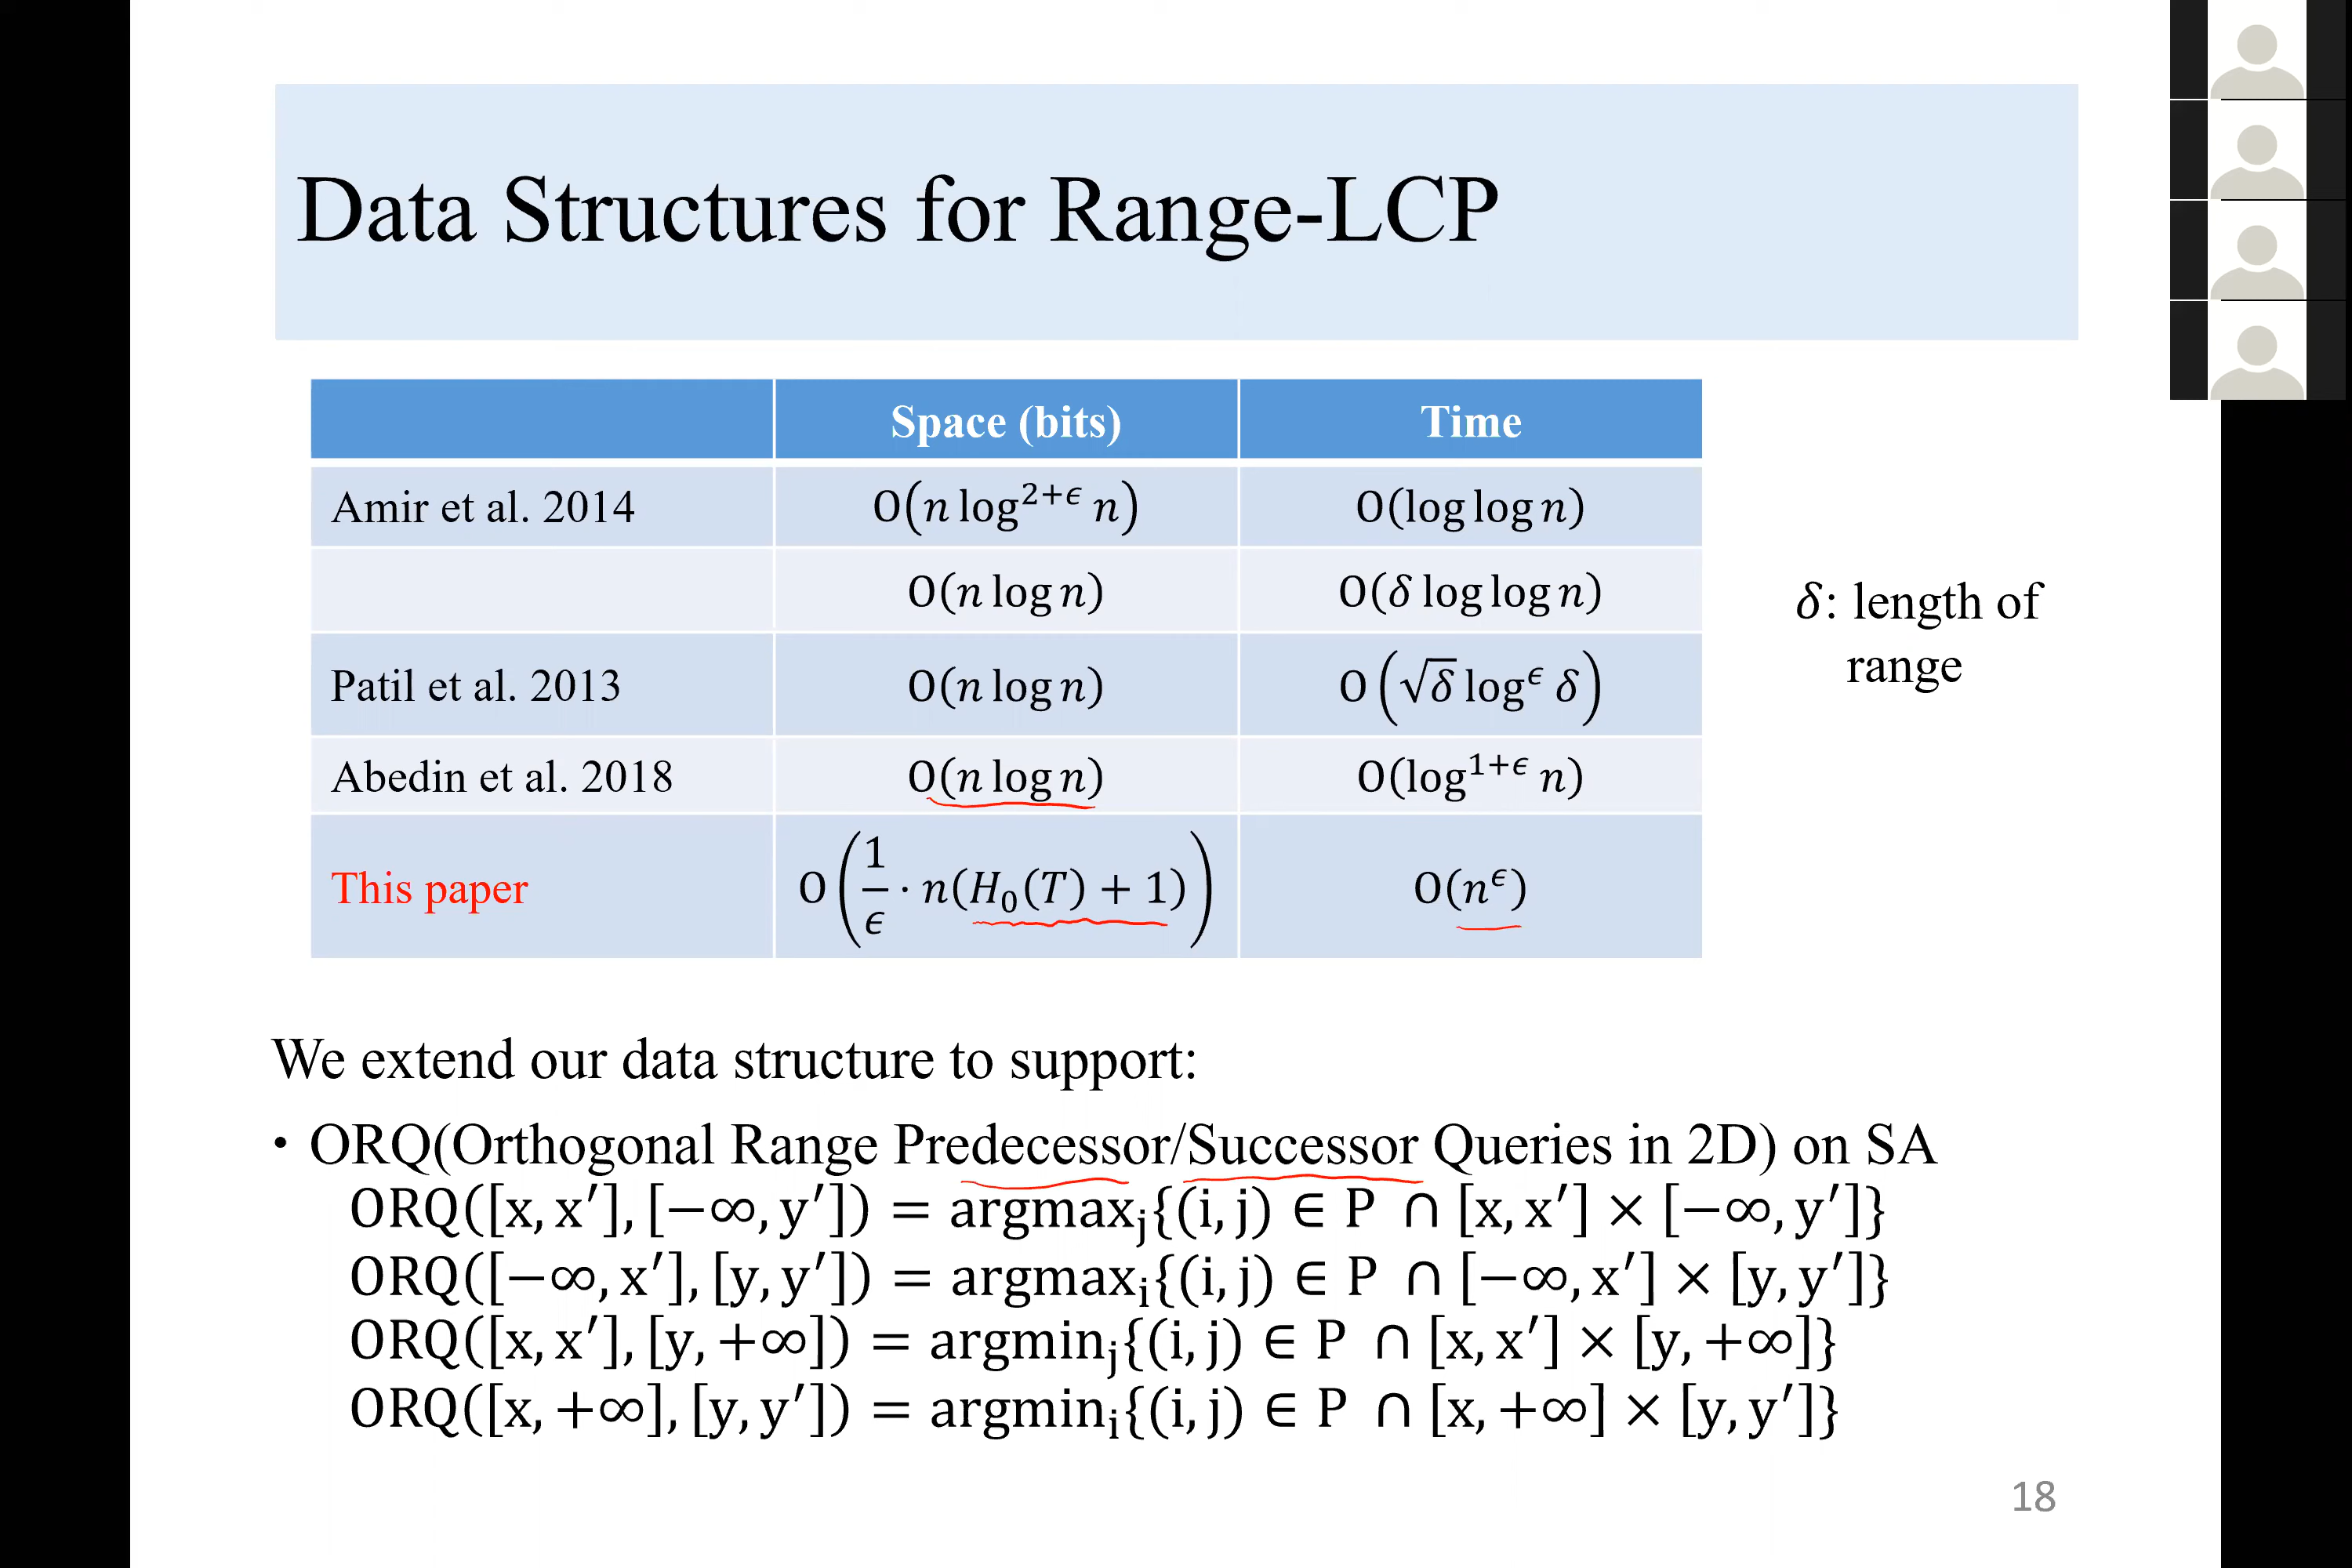 Data Structures for Range-LCP
Space (bits) Time
Amir et al. 2014 O(n log^{2+ϵ} n) O(log log n)
O(n log n) O(δ log log n)
Patil et al. 2013 O(n log n) O(√δ log^ϵ δ)
Abedin et al. 2018 O(n log n) O(log^{1+ϵ} n)
This paper O(1/ϵ · n(H₀(T) + 1)) O(n^ϵ)
δ: length of
range
We extend our data structure to support:
• ORQ(Orthogonal Range Predecessor/Successor Queries in 2D) on SA
ORQ([x, x′], [−∞, y′]) = argmax_j{(i, j) ∈ P ∩ [x, x′] × [−∞, y′]}
ORQ([−∞, x′], [y, y′]) = argmax_i{(i, j) ∈ P ∩ [−∞, x′] × [y, y′]}
ORQ([x, x′], [y, +∞]) = argmin_j{(i, j) ∈ P ∩ [x, x′] × [y, +∞]}
ORQ([x, +∞], [y, y′]) = argmin_i{(i, j) ∈ P ∩ [x, +∞] × [y, y′]}
18